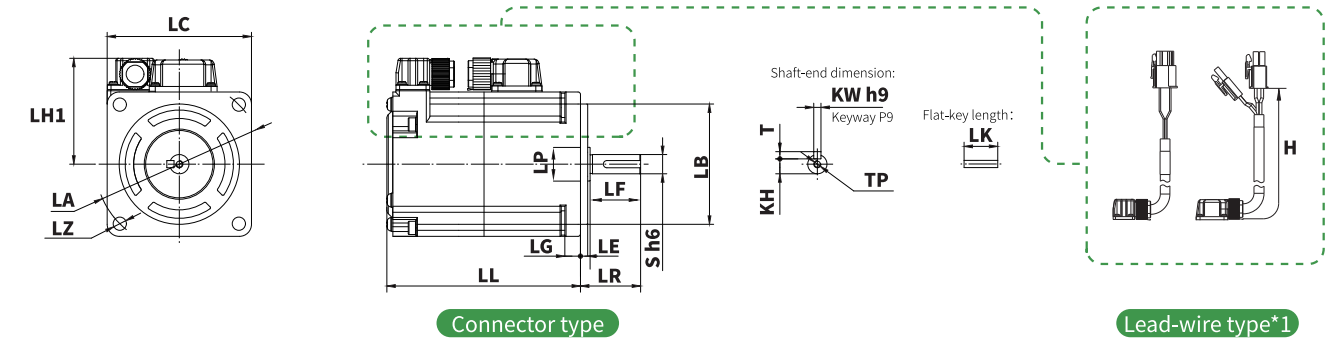 LC
LH1
LA
LZ
LP
LF
LB
LG
LE
S h6
LL
LR
Connector type
Shaft-end dimension:
KW h9
Keyway P9
T
KH
TP
Flat-key length：
LK
H
Lead-wire type*1